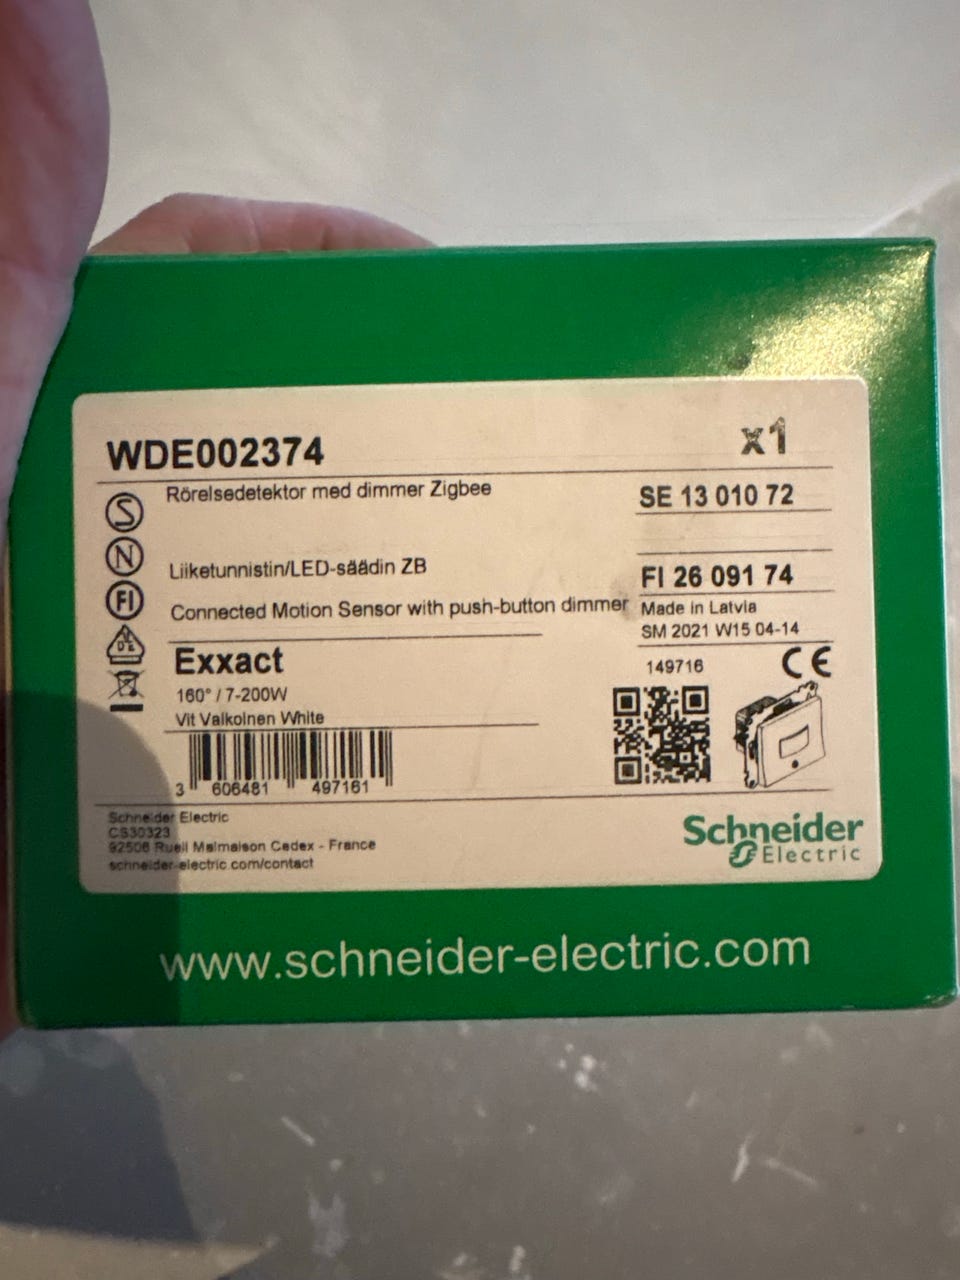 WDE002374
x1
Rörelsedetektor med dimmer Zigbee
SE 13 010 72
Liiketunnistin/LED-säädin ZB
FI 26 091 74
Connected Motion Sensor with push-button dimmer
Made in Latvia
SM 2021 W15 04-14
S
N
FI
Exxact
149716
CE
160° / 7-200W
Vit Valkoinen White
3 606481 497161
Schneider Electric
CS30323
92506 Rueil Malmaison Cedex - France
schneider-electric.com/contact
Schneider
Electric
www.schneider-electric.com